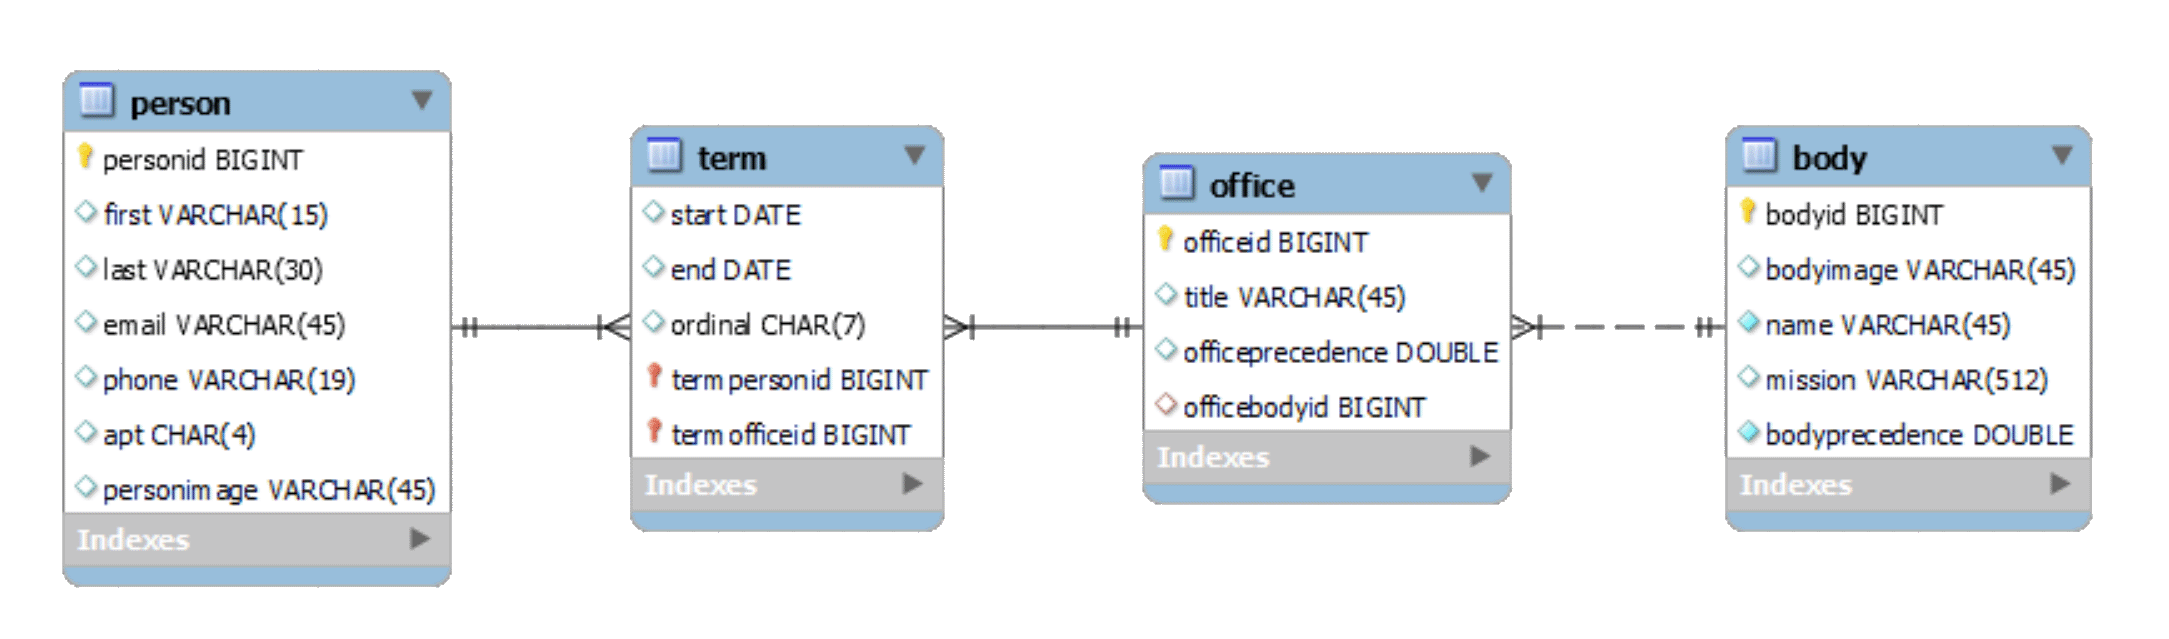 person
personid BIGINT
first VARCHAR(15)
last VARCHAR(30)
email VARCHAR(45)
phone VARCHAR(19)
apt CHAR(4)
personimage VARCHAR(45)
Indexes
term
start DATE
end DATE
ordinal CHAR(7)
termpersonid BIGINT
termofficeid BIGINT
Indexes
office
officeid BIGINT
title VARCHAR(45)
officeprecedence DOUBLE
officebodyid BIGINT
Indexes
body
bodyid BIGINT
bodyimage VARCHAR(45)
name VARCHAR(45)
mission VARCHAR(512)
bodyprecedence DOUBLE
Indexes